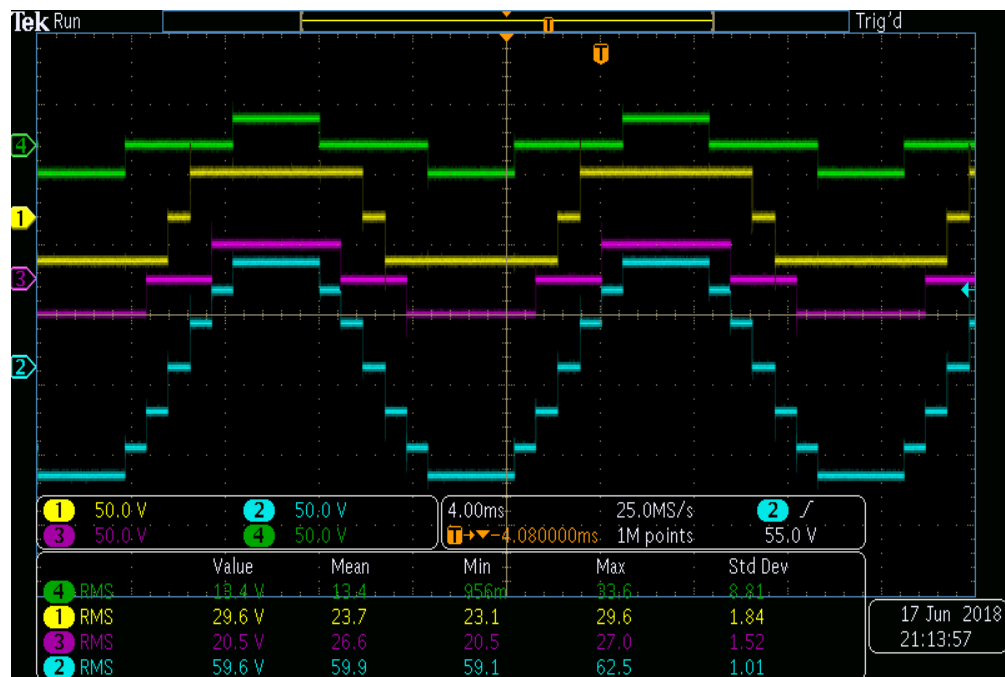 Tek Run Trig'd
T
T
4
1
3
2
1 50.0 V 2 50.0 V
3 50.0 V 4 50.0 V
4.00ms 25.0MS/s 2
T→▼-4.080000ms 1M points 55.0 V
Value Mean Min Max Std Dev
4 RMS 13.4 V 13.4 956m 33.6 8.81
1 RMS 29.6 V 23.7 23.1 29.6 1.84
3 RMS 20.5 V 26.6 20.5 27.0 1.52
2 RMS 59.6 V 59.9 59.1 62.5 1.01
17 Jun 2018
21:13:57